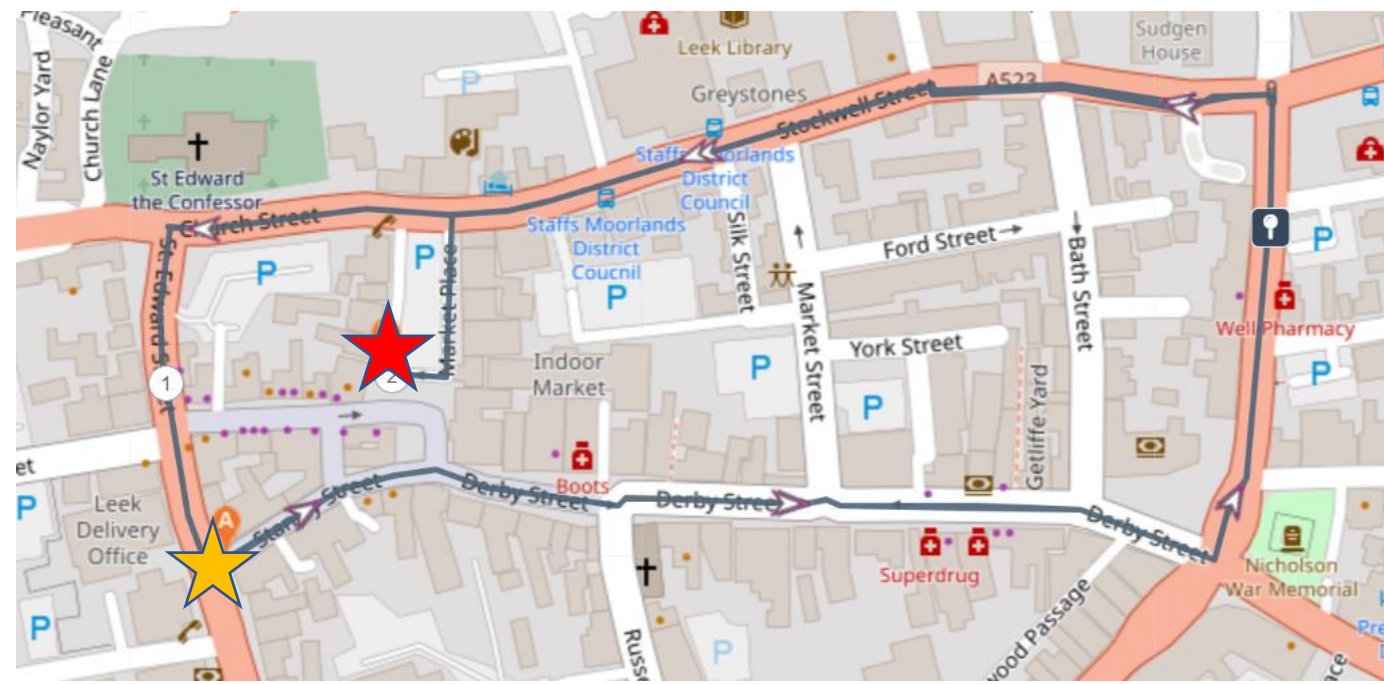 Pleasant
Naylor Yard
Church Lane
St Edward
the Confessor
Leek Library
Greystones
Sudgen
House
A523
Stockwell Street
Staffs Moorlands
District
Council
Staffs Moorlands
District
Coucnil
Church Street
P
P
P
P
Silk Street
Ford Street
Bath Street
P
Well Pharmacy
Market Place
Market Street
York Street
P
P
P
Indoor
Market
Getliffe Yard
1
2
Boots
Derby Street
Derby Street
Derby Street
Superdrug
Leek
Delivery
Office
A
P
P
P
Nicholson
War Memorial